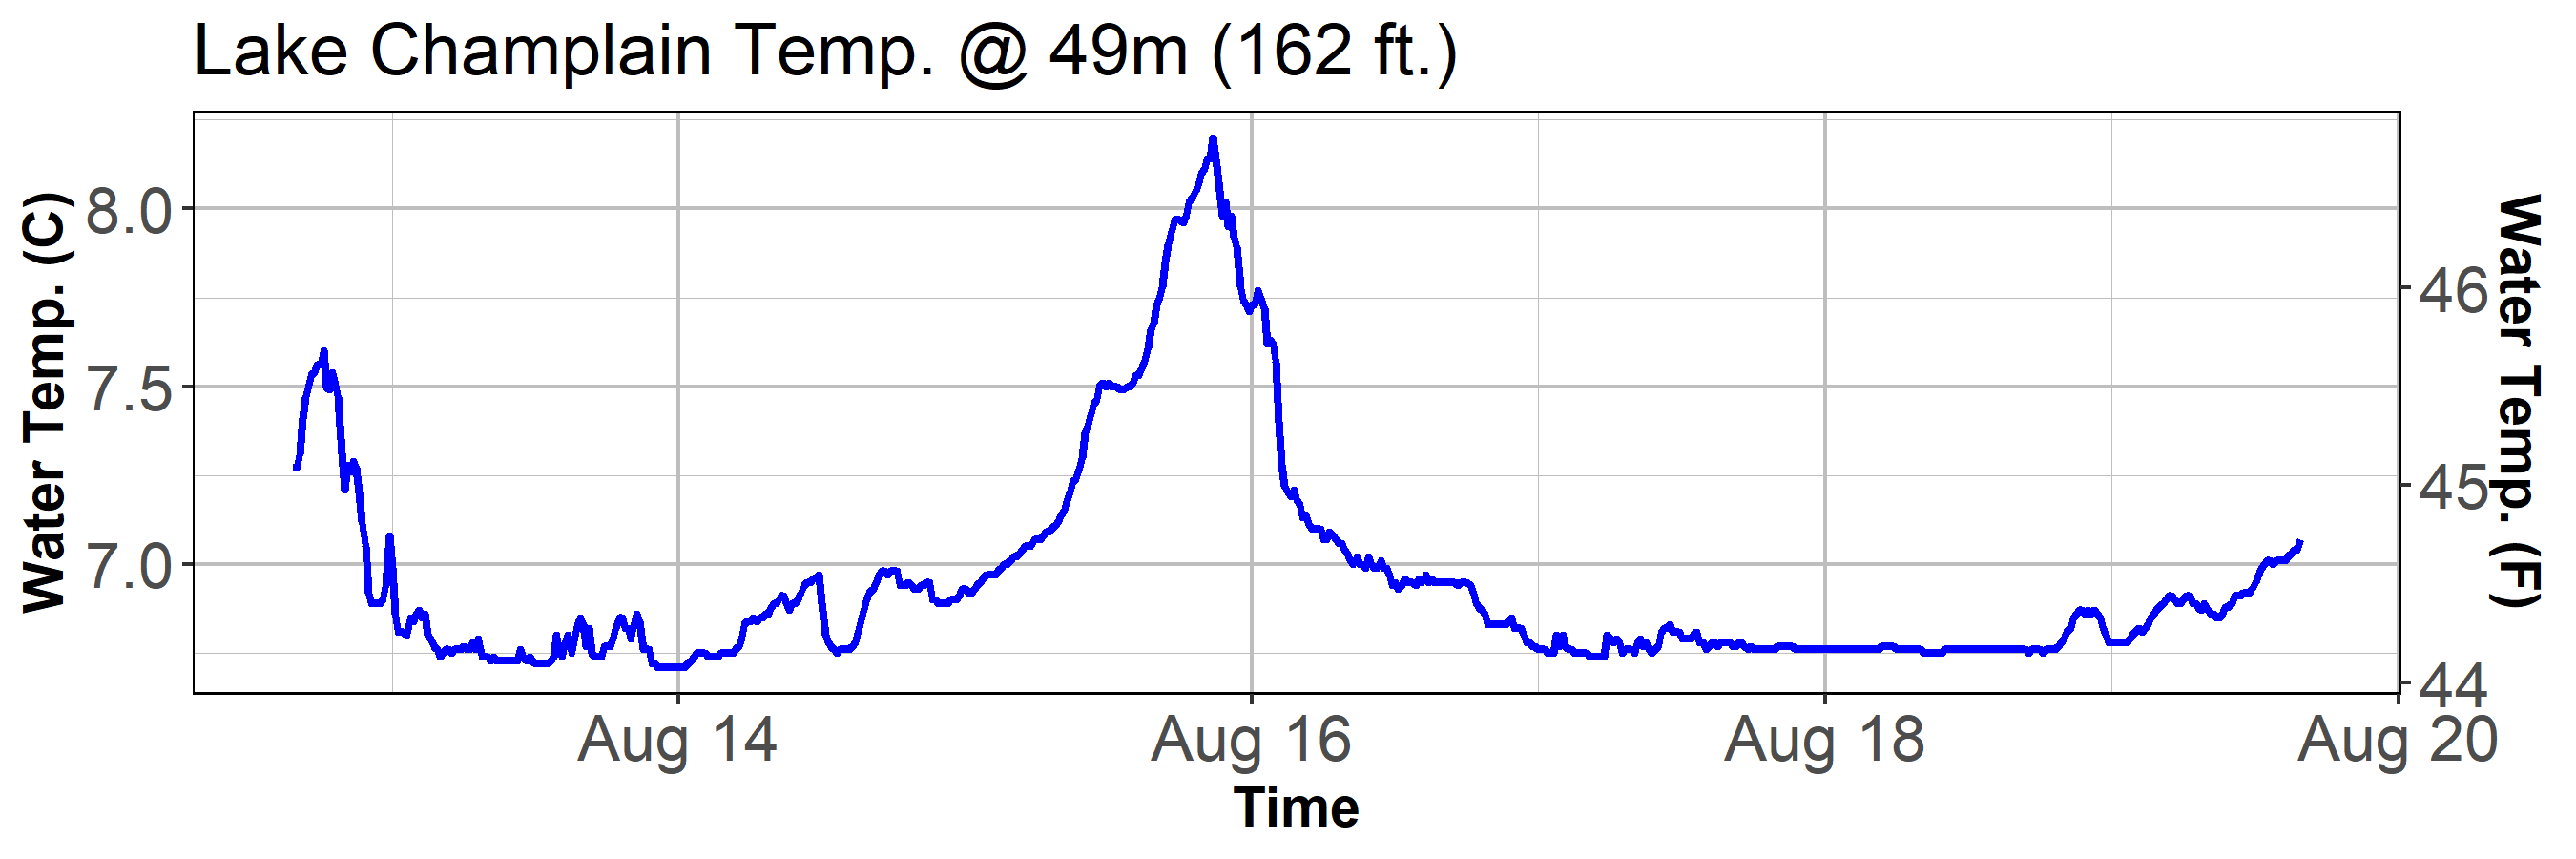 Lake Champlain Temp. @ 49m (162 ft.)
Water Temp. (C)
8.0
7.5
7.0
Water Temp. (F)
46
45
44
Aug 14 Aug 16 Aug 18 Aug 20
Time